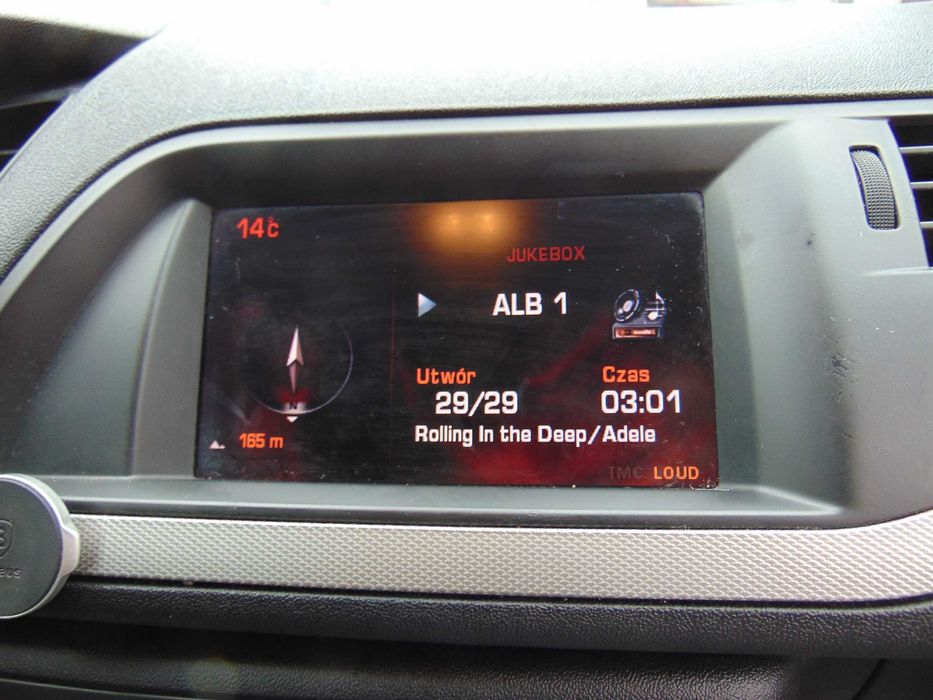 14°C
JUKEBOX
ALB 1
Utwór
Czas
29/29
03:01
Rolling In the Deep/Adele
N
165 m
TMC LOUD